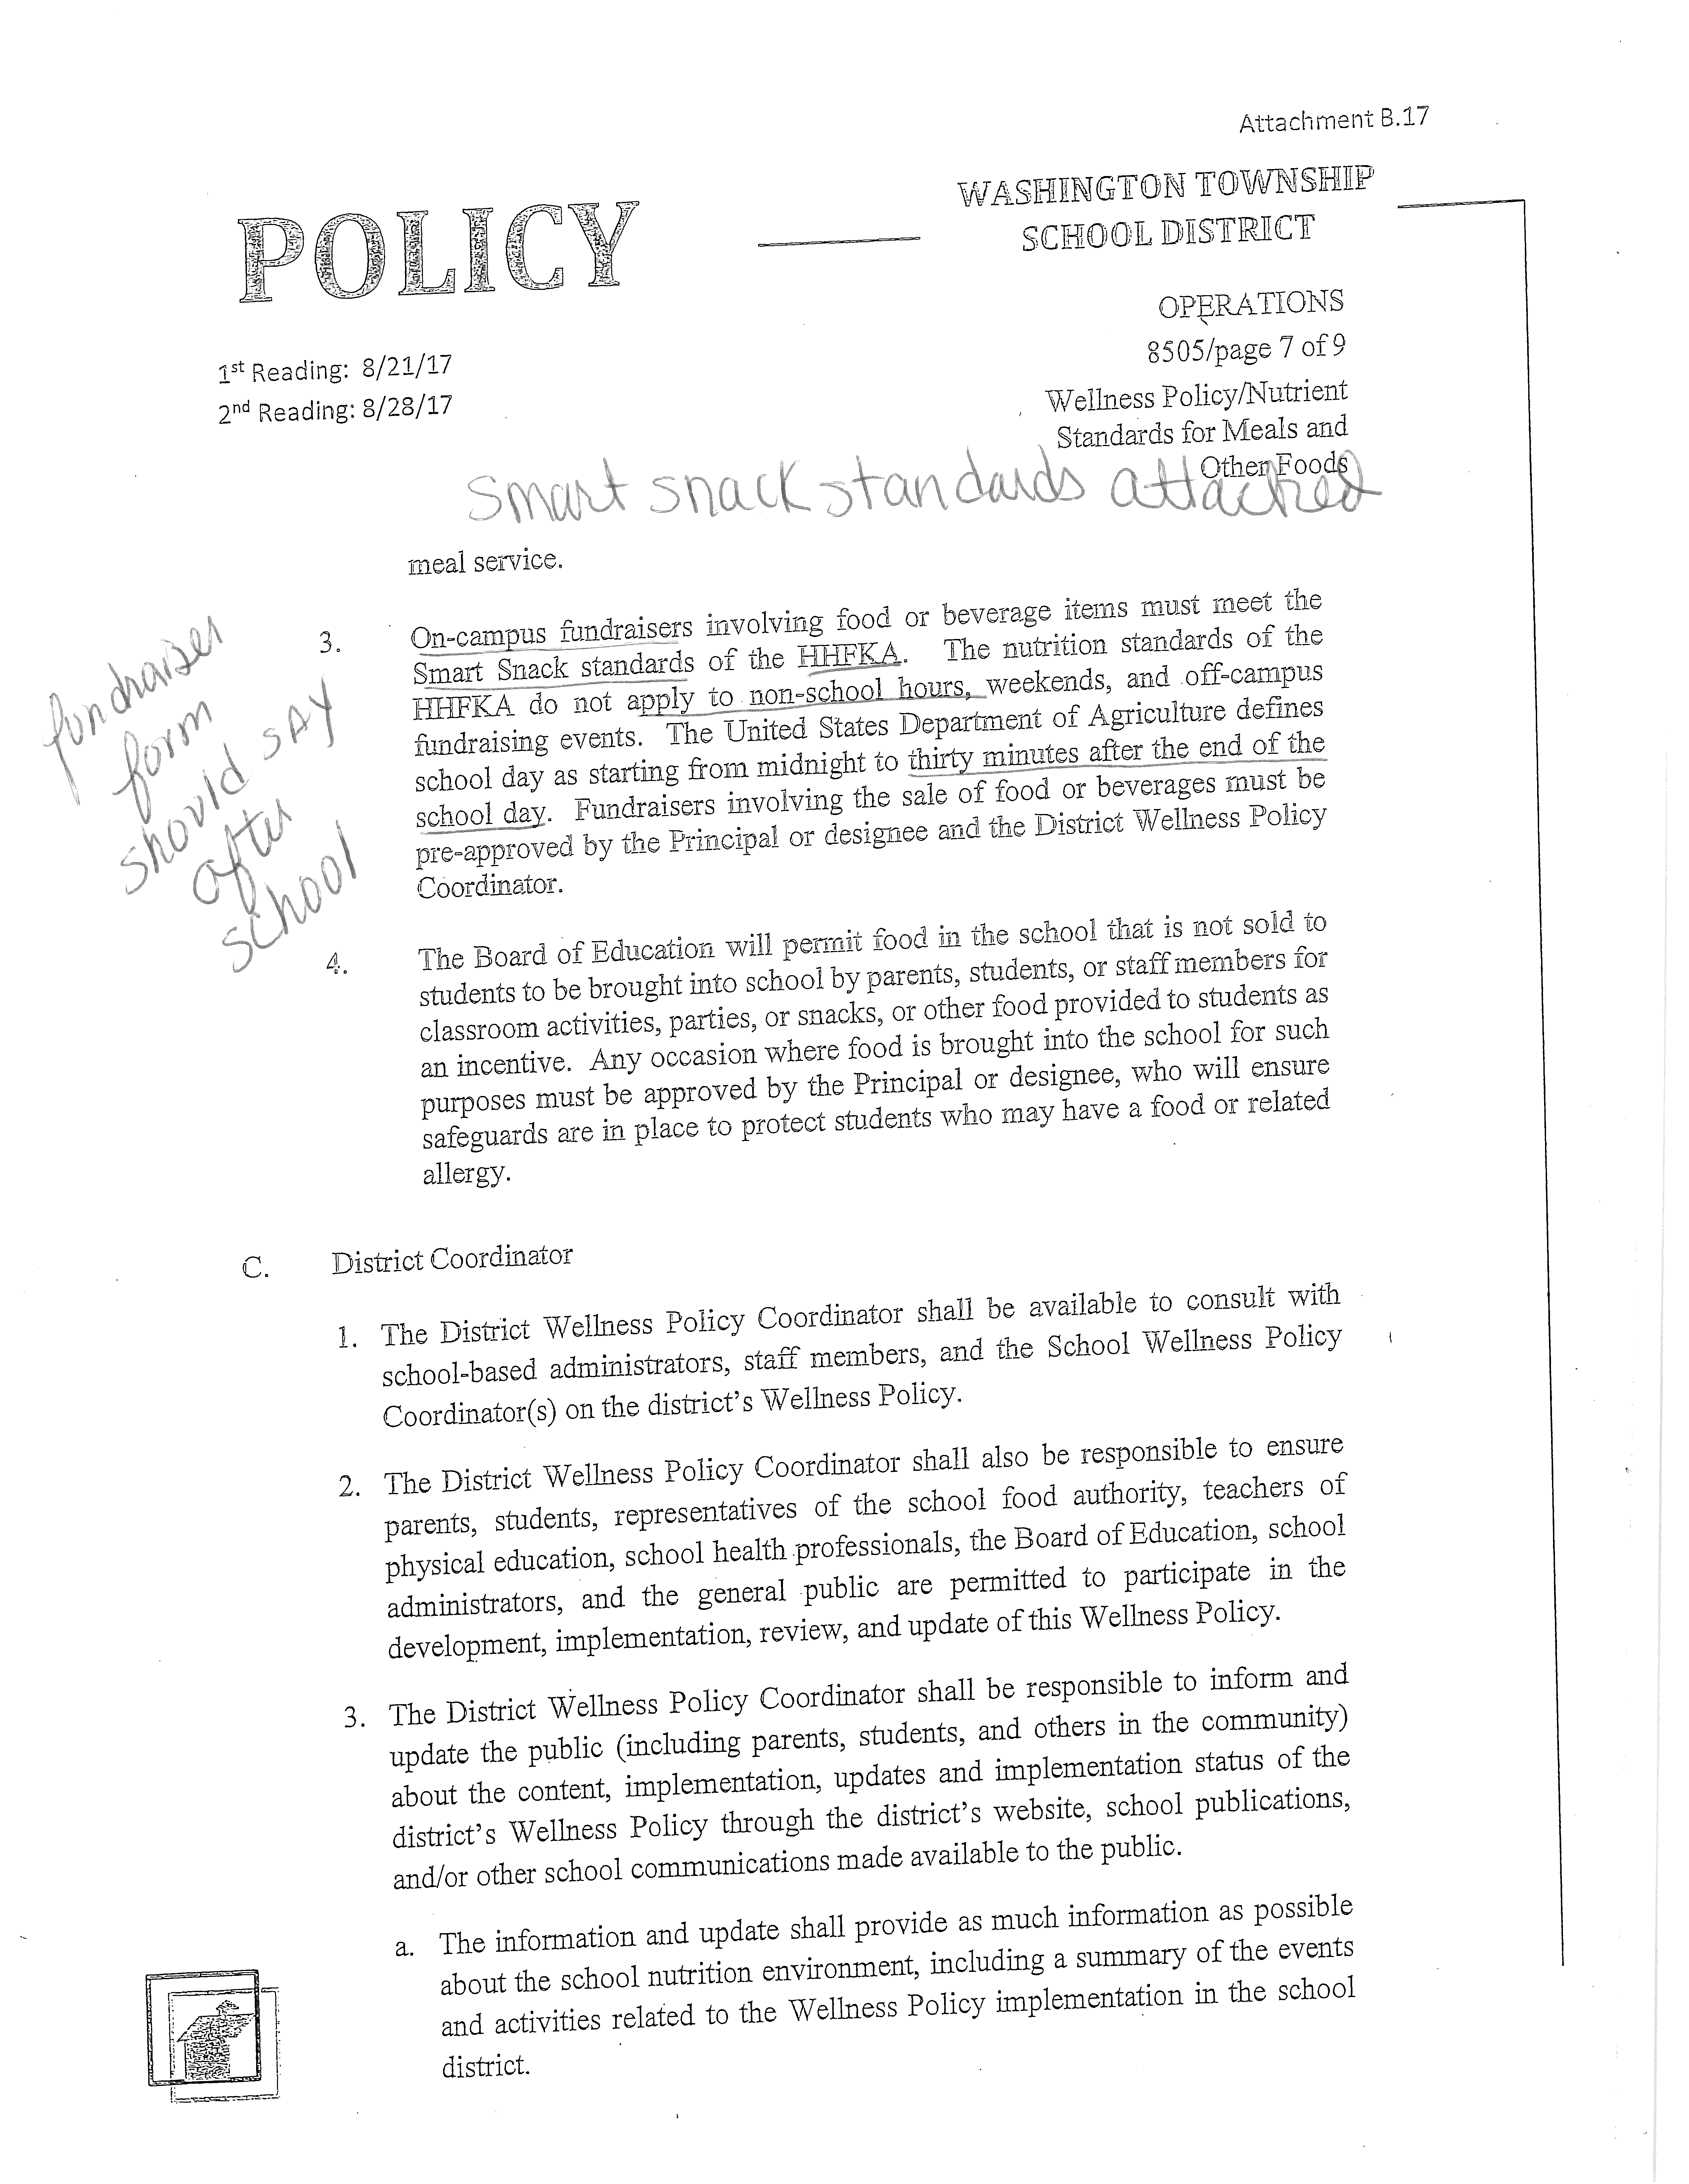 Attachment B.17
POLICY
WASHINGTON TOWNSHIP
SCHOOL DISTRICT
OPERATIONS
8505/page 7 of 9
Wellness Policy/Nutrient
Standards for Meals and
Other Foods
1st Reading: 8/21/17
2nd Reading: 8/28/17
Smart snack standards attached
meal service.
fundraiser
form
should say
after
school
3. On-campus fundraisers involving food or beverage items must meet the
Smart Snack standards of the HHFKA. The nutrition standards of the
HHFKA do not apply to non-school hours, weekends, and off-campus
fundraising events. The United States Department of Agriculture defines
school day as starting from midnight to thirty minutes after the end of the
school day. Fundraisers involving the sale of food or beverages must be
pre-approved by the Principal or designee and the District Wellness Policy
Coordinator.
4. The Board of Education will permit food in the school that is not sold to
students to be brought into school by parents, students, or staff members for
classroom activities, parties, or snacks, or other food provided to students as
an incentive. Any occasion where food is brought into the school for such
purposes must be approved by the Principal or designee, who will ensure
safeguards are in place to protect students who may have a food or related
allergy.
C. District Coordinator
1. The District Wellness Policy Coordinator shall be available to consult with
school-based administrators, staff members, and the School Wellness Policy
Coordinator(s) on the district's Wellness Policy.
2. The District Wellness Policy Coordinator shall also be responsible to ensure
parents, students, representatives of the school food authority, teachers of
physical education, school health professionals, the Board of Education, school
administrators, and the general public are permitted to participate in the
development, implementation, review, and update of this Wellness Policy.
3. The District Wellness Policy Coordinator shall be responsible to inform and
update the public (including parents, students, and others in the community)
about the content, implementation, updates and implementation status of the
district's Wellness Policy through the district's website, school publications,
and/or other school communications made available to the public.
a. The information and update shall provide as much information as possible
about the school nutrition environment, including a summary of the events
and activities related to the Wellness Policy implementation in the school
district.